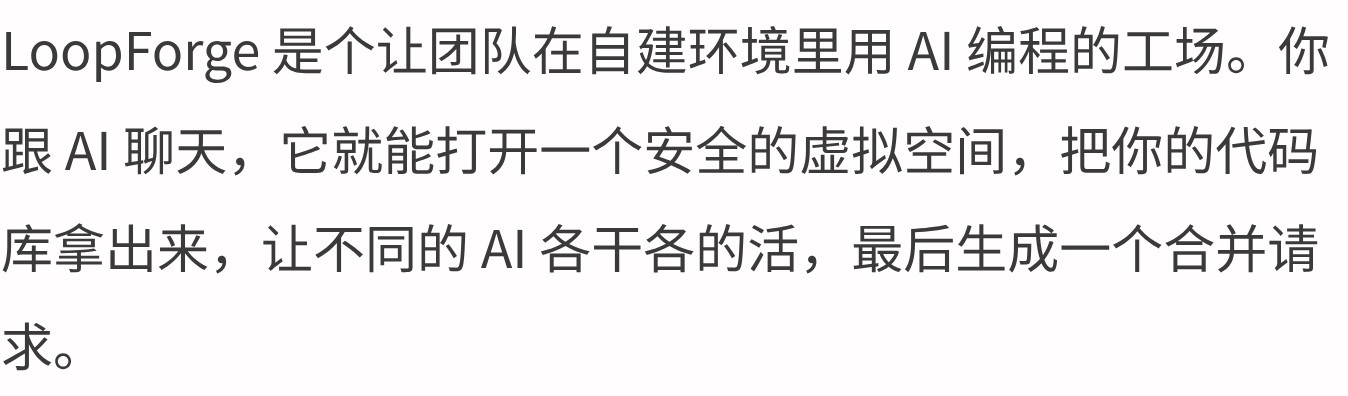 LoopForge 是个让团队在自建环境里用 AI 编程的工场。你
跟 AI 聊天，它就能打开一个安全的虚拟空间，把你的代码
库拿出来，让不同的 AI 各干各的活，最后生成一个合并请
求。